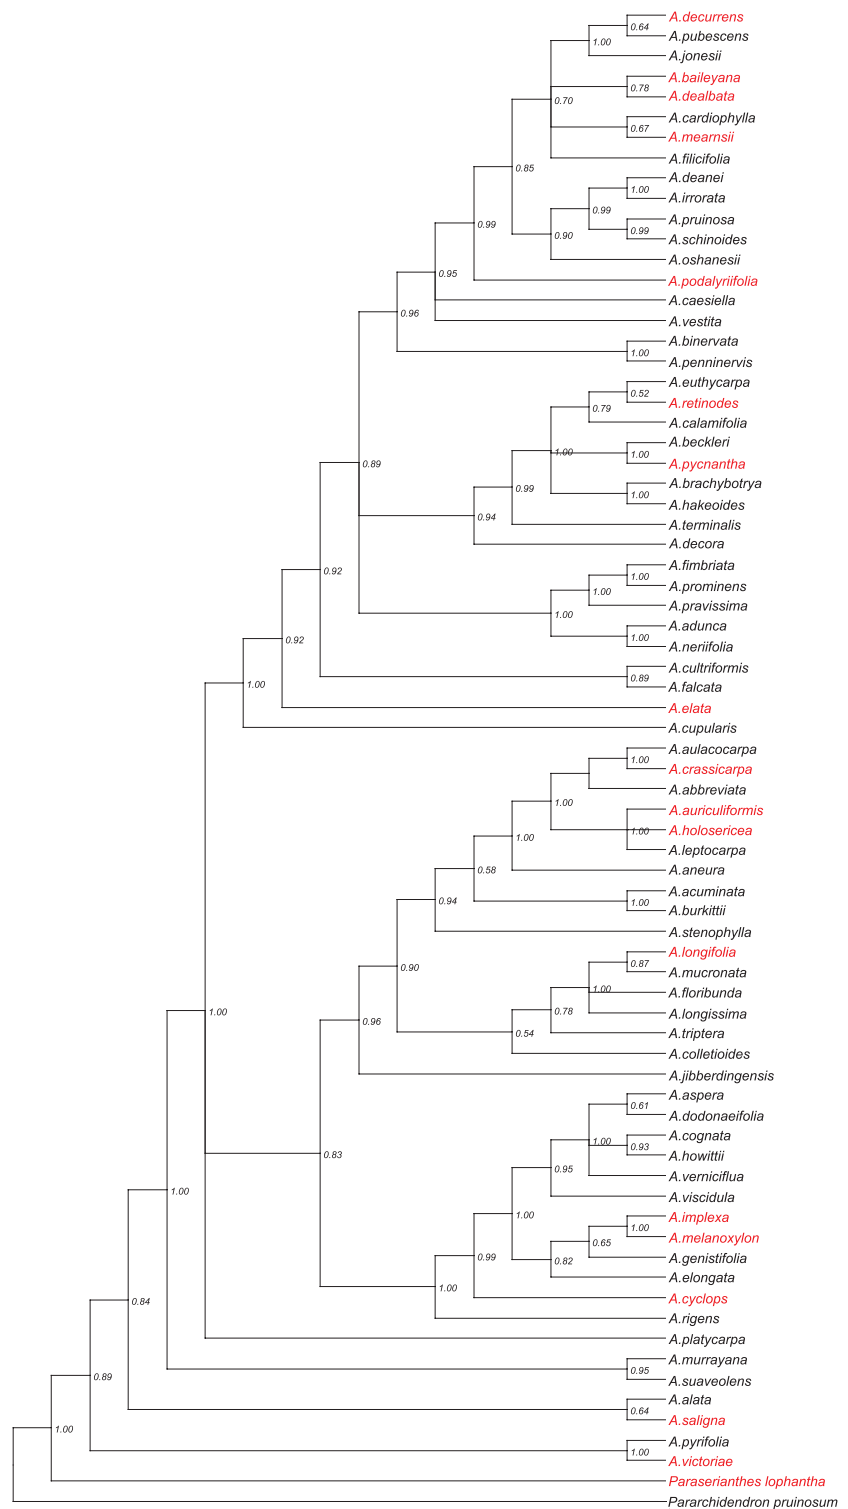 A.decurrens
0.64
A.pubescens
1.00
A.jonesii
A.baileyana
0.78
A.dealbata
0.70
A.cardiophylla
0.67
A.mearnsii
A.filicifolia
0.85
A.deanei
1.00
A.irrorata
0.99
A.pruinosa
0.99
A.schinoides
0.90
A.oshanesii
0.99
A.podalyriifolia
0.95
A.caesiella
A.vestita
0.96
A.binervata
1.00
A.penninervis
A.euthycarpa
0.52
A.retinodes
0.79
A.calamifolia
A.beckleri
1.00
1.00
A.pycnantha
0.89
A.brachybotrya
0.99
1.00
A.hakeoides
0.94
A.terminalis
A.decora
A.fimbriata
0.92
1.00
A.prominens
1.00
A.pravissima
1.00
A.adunca
1.00
A.neriifolia
0.92
A.cultriformis
0.89
A.falcata
1.00
A.elata
A.cupularis
A.aulacocarpa
1.00
A.crassicarpa
A.abbreviata
1.00
A.auriculiformis
1.00
A.holosericea
1.00
A.leptocarpa
0.58
A.aneura
A.acuminata
0.94
1.00
A.burkittii
A.stenophylla
A.longifolia
0.90
0.87
A.mucronata
1.00
A.floribunda
0.78
A.longissima
1.00
0.96
0.54
A.triptera
A.colletioides
A.jibberdingensis
A.aspera
0.61
A.dodonaeifolia
1.00
A.cognata
0.93
A.howittii
0.83
0.95
A.verniciflua
A.viscidula
1.00
1.00
A.implexa
1.00
A.melanoxylon
0.65
0.99
A.genistifolia
0.82
A.elongata
1.00
A.cyclops
0.84
A.rigens
A.platycarpa
A.murrayana
0.95
0.89
A.suaveolens
A.alata
0.64
A.saligna
1.00
A.pyrifolia
1.00
A.victoriae
Paraserianthes lophantha
Pararchidendron pruinosum